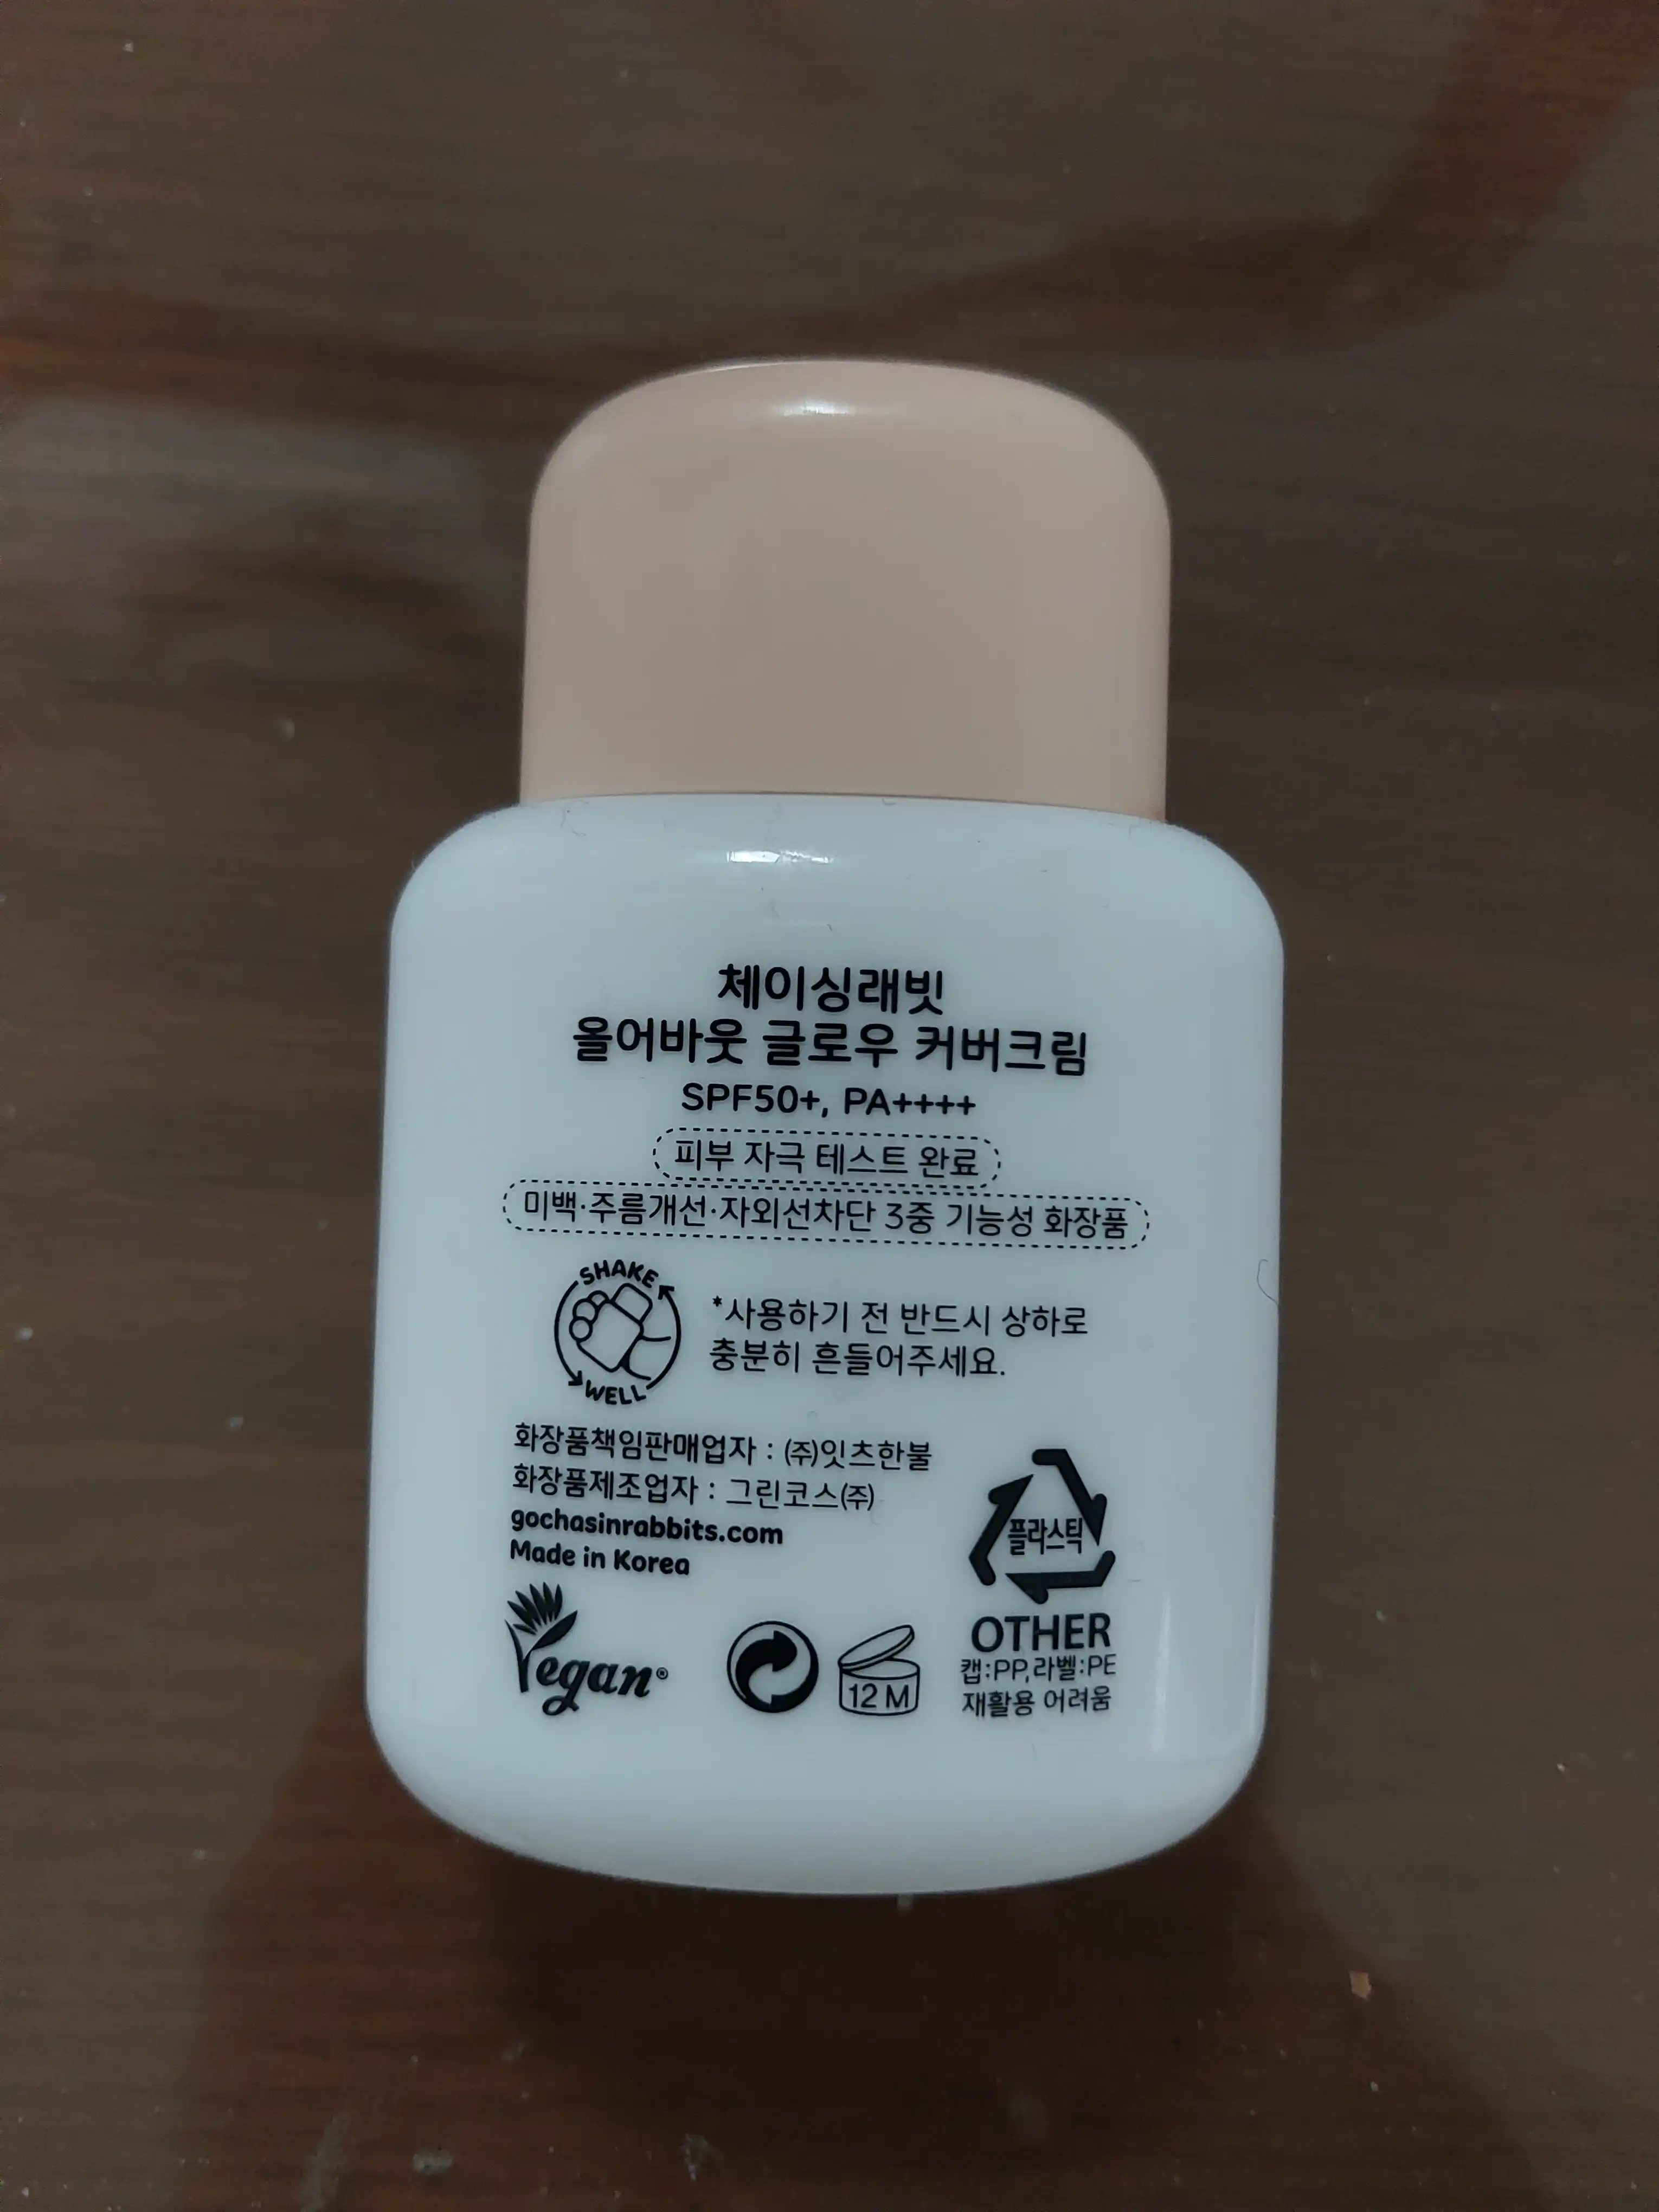 체이싱래빗
올어바웃 글로우 커버크림
SPF50+, PA++++
피부 자극 테스트 완료
미백·주름개선·자외선차단 3중 기능성 화장품
SHAKE
WELL
*사용하기 전 반드시 상하로
충분히 흔들어주세요.
화장품책임판매업자 : ㈜잇츠한불
화장품제조업자 : 그린코스㈜
gochasinrabbits.com
Made in Korea
Vegan®
12 M
플라스틱
OTHER
캡:PP,라벨:PE
재활용 어려움